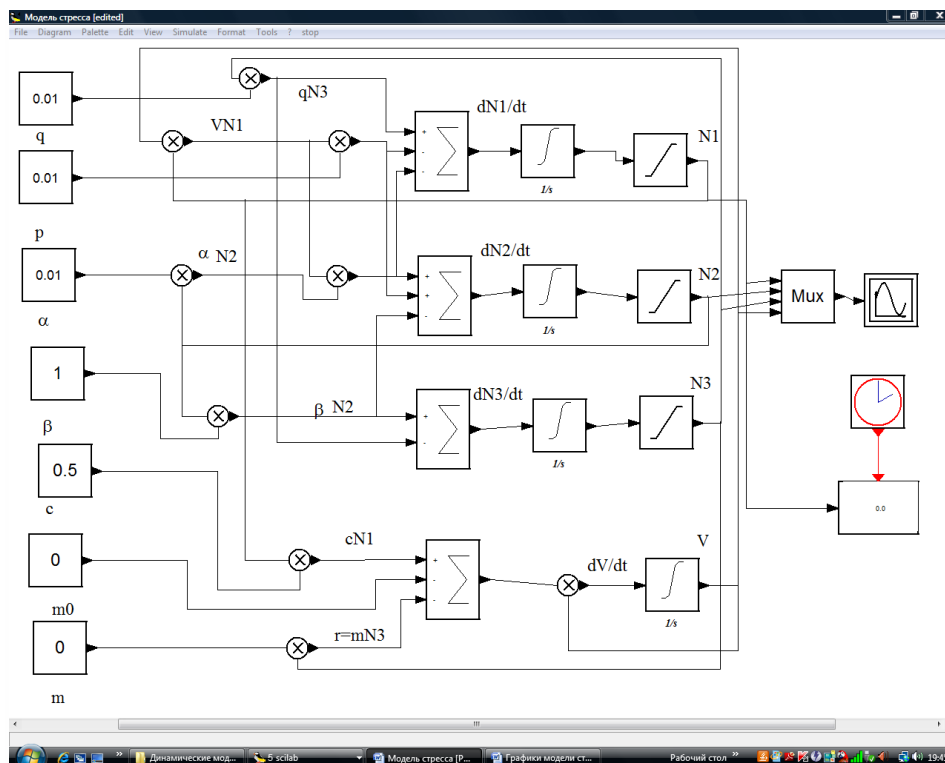 Модель стресса [edited]
File Diagram Palette Edit View Simulate Format Tools ? stop
0.01
qN3
dN1/dt
q
VN1
+
-
-
N1
0.01
1/s
p
α N2
dN2/dt
0.01
+
+
-
N2
Mux
α
1/s
1
β N2
dN3/dt
+
-
N3
β
1/s
0.5
0.0
c
cN1
+
-
-
V
0
dV/dt
m0
1/s
r=mN3
0
m
Динамические мод...
5 scilab
Модель стресса [Р...
Графики модели ст...
Рабочий стол